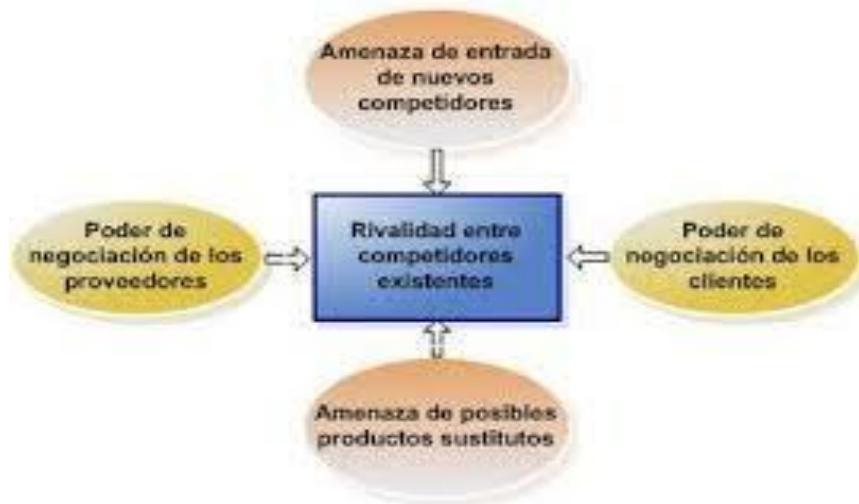 Amenaza de entrada
de nuevos
competidores
Poder de
negociación de los
proveedores
Rivalidad entre
competidores
existentes
Poder de
negociación de los
clientes
Amenaza de posibles
productos sustitutos